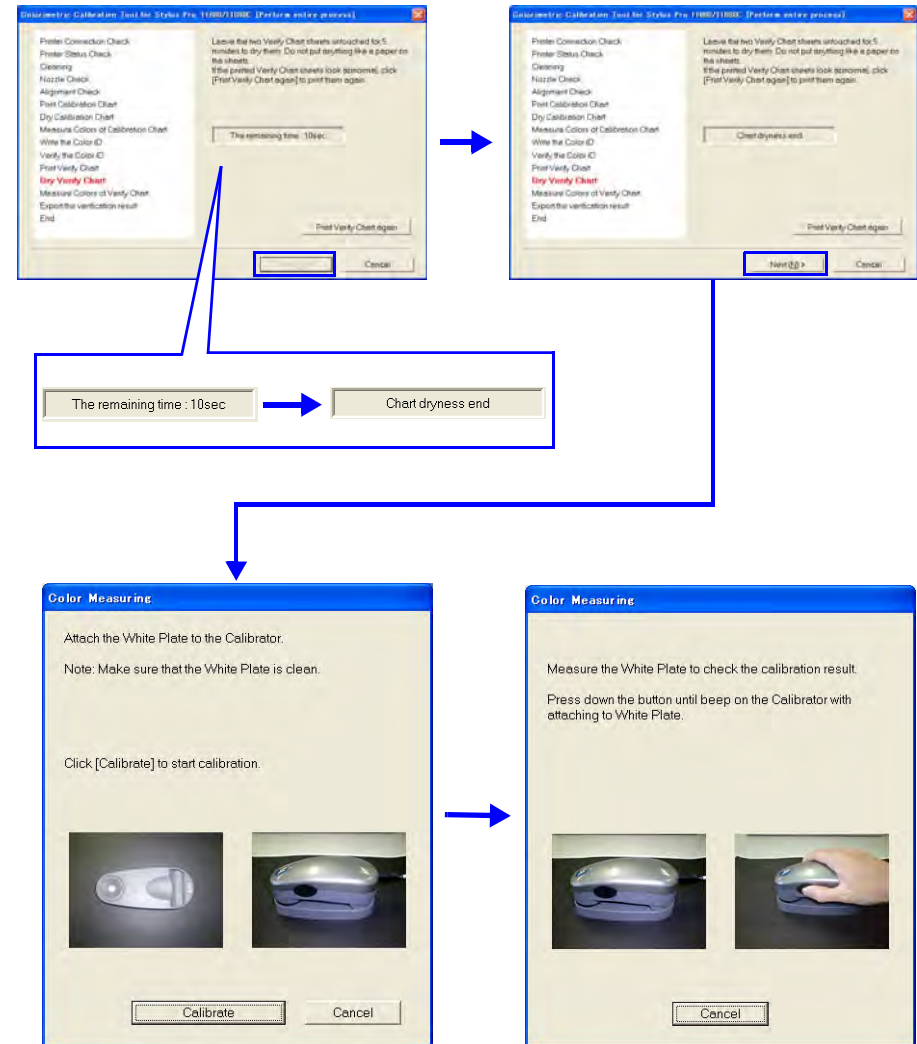 Colorimetric Calibration Tool for Stylus Pro 11880/11880C [Perform entire process]
Printer Connection Check
Printer Status Check
Cleaning
Nozzle Check
Alignment Check
Print Calibration Chart
Dry Calibration Chart
Measure Colors of Calibration Chart
Write the Color ID
Verify the Color ID
Print Verify Chart
Dry Verify Chart
Measure Colors of Verify Chart
Export the verification result
End
Leave the two Verify Chart sheets untouched for 5
minutes to dry them. Do not put anything like a paper on
the sheets.
If the printed Verify Chart sheets look abnormal, click
[Print Verify Chart again] to print them again.
The remaining time : 10sec
Print Verify Chart again
Cancel
Colorimetric Calibration Tool for Stylus Pro 11880/11880C [Perform entire process]
Printer Connection Check
Printer Status Check
Cleaning
Nozzle Check
Alignment Check
Print Calibration Chart
Dry Calibration Chart
Measure Colors of Calibration Chart
Write the Color ID
Verify the Color ID
Print Verify Chart
Dry Verify Chart
Measure Colors of Verify Chart
Export the verification result
End
Leave the two Verify Chart sheets untouched for 5
minutes to dry them. Do not put anything like a paper on
the sheets.
If the printed Verify Chart sheets look abnormal, click
[Print Verify Chart again] to print them again.
Chart dryness end
Print Verify Chart again
Next(N) >
Cancel
The remaining time : 10sec
Chart dryness end
Color Measuring
Attach the White Plate to the Calibrator.
Note: Make sure that the White Plate is clean.
Click [Calibrate] to start calibration.
Calibrate
Cancel
Color Measuring
Measure the White Plate to check the calibration result.
Press down the button until beep on the Calibrator with
attaching to White Plate.
Cancel